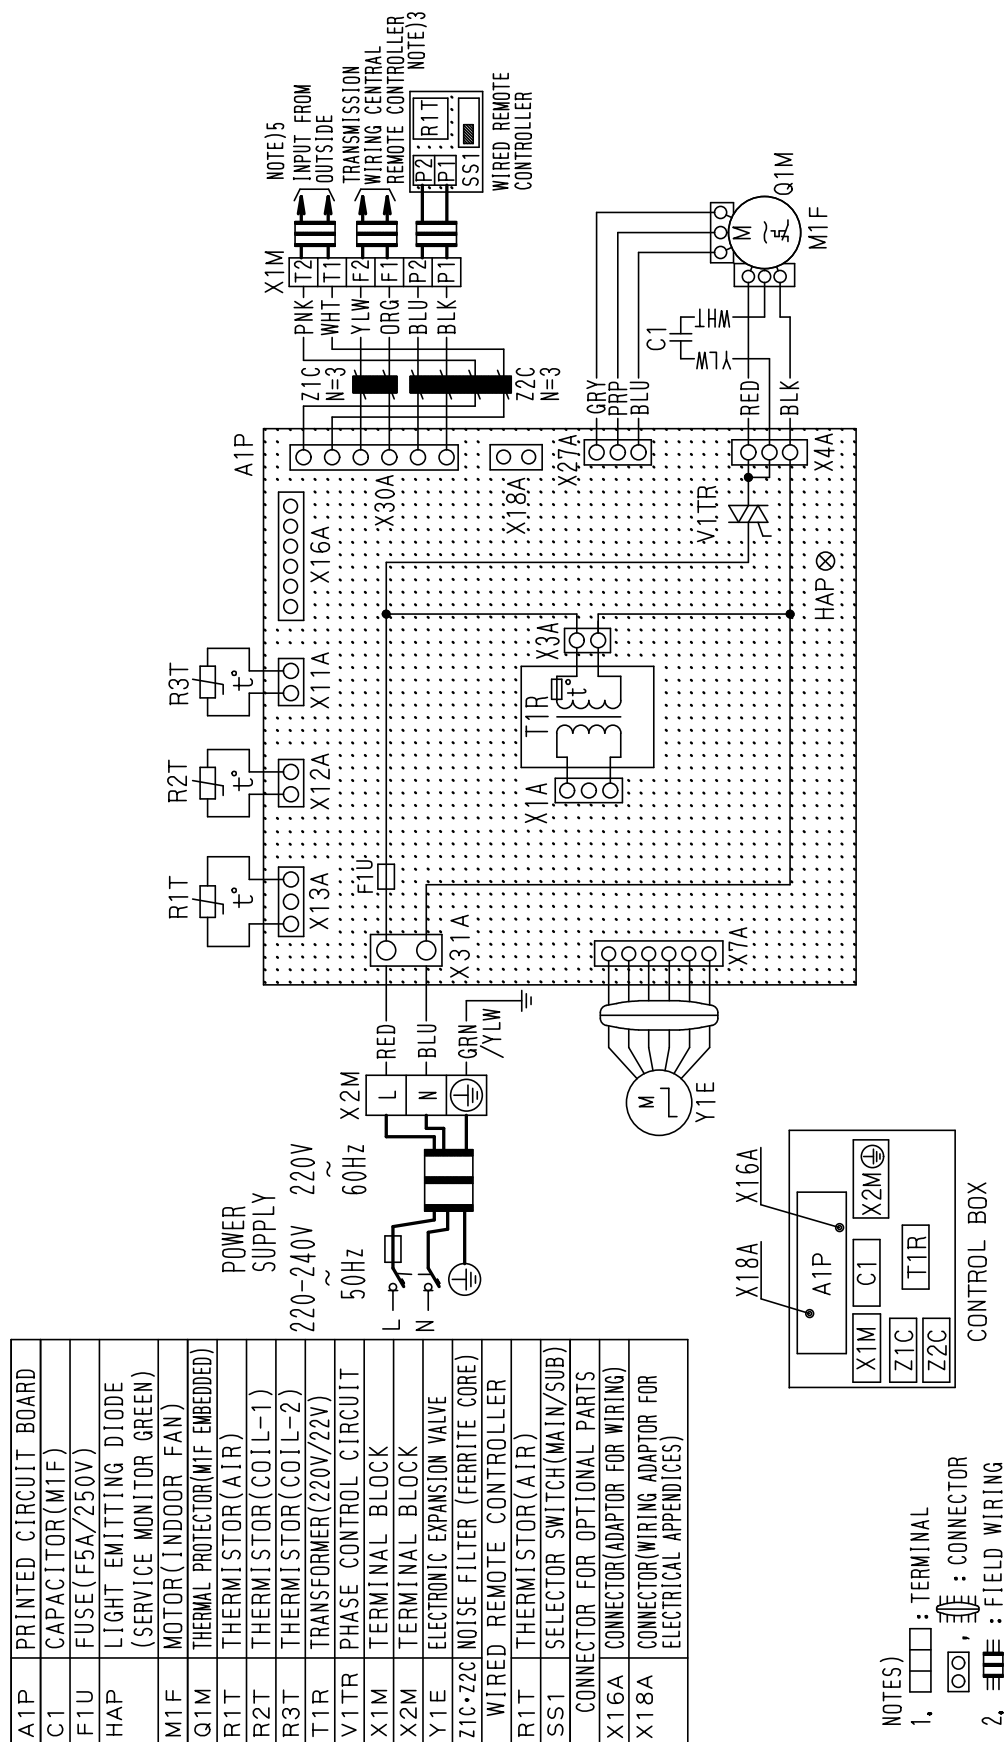 A1P PRINTED CIRCUIT BOARD
C1 CAPACITOR(M1F)
F1U FUSE(F5A/250V)
HAP LIGHT EMITTING DIODE
(SERVICE MONITOR GREEN)
M1F MOTOR(INDOOR FAN)
Q1M THERMAL PROTECTOR(M1F EMBEDDED)
R1T THERMISTOR(AIR)
R2T THERMISTOR(COIL-1)
R3T THERMISTOR(COIL-2)
T1R TRANSFORMER(220V/22V)
V1TR PHASE CONTROL CIRCUIT
X1M TERMINAL BLOCK
X2M TERMINAL BLOCK
Y1E ELECTRONIC EXPANSION VALVE
Z1C•Z2C NOISE FILTER (FERRITE CORE)
WIRED REMOTE CONTROLLER
R1T THERMISTOR(AIR)
SS1 SELECTOR SWITCH(MAIN/SUB)
CONNECTOR FOR OPTIONAL PARTS
X16A CONNECTOR(ADAPTOR FOR WIRING)
X18A CONNECTOR(WIRING ADAPTOR FOR
ELECTRICAL APPENDICES)
POWER
SUPPLY
220-240V 220V
~ ~
50Hz 60Hz
L
N
X2M
L
N
RED
BLU
GRN
/YLW
X31A
F1U
R1T
t°
X13A
R2T
t°
X12A
R3T
t°
X11A
X16A
A1P
X30A
X18A
X27A
X4A
V1TR
HAP
X3A
T1R
t°
X1A
X7A
M
Y1E
Z1C
N=3
Z2C
N=3
PNK
WHT
YLW
ORG
BLU
BLK
X1M
T2
T1
F2
F1
P2
P1
NOTE)5
INPUT FROM
OUTSIDE
TRANSMISSION
WIRING CENTRAL
REMOTE CONTROLLER
NOTE)3
P2
P1
R1T
SS1
WIRED REMOTE
CONTROLLER
GRY
PRP
BLU
RED
BLK
YLW
WHT
C1
M
~
Q1M
M1F
X18A
X16A
A1P
X1M
C1
X2M
Z1C
Z2C
T1R
CONTROL BOX
NOTES)
1. : TERMINAL
, : CONNECTOR
2. : FIELD WIRING